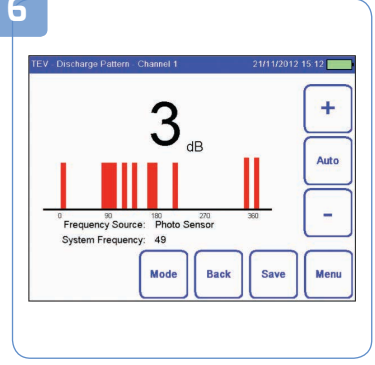 6
TEV Discharge Pattern Channel 1 21/11/2012 15:12
3 dB
+
Auto
-
0 90 180 270 360
Frequency Source: Photo Sensor
System Frequency: 49
Mode Back Save Menu